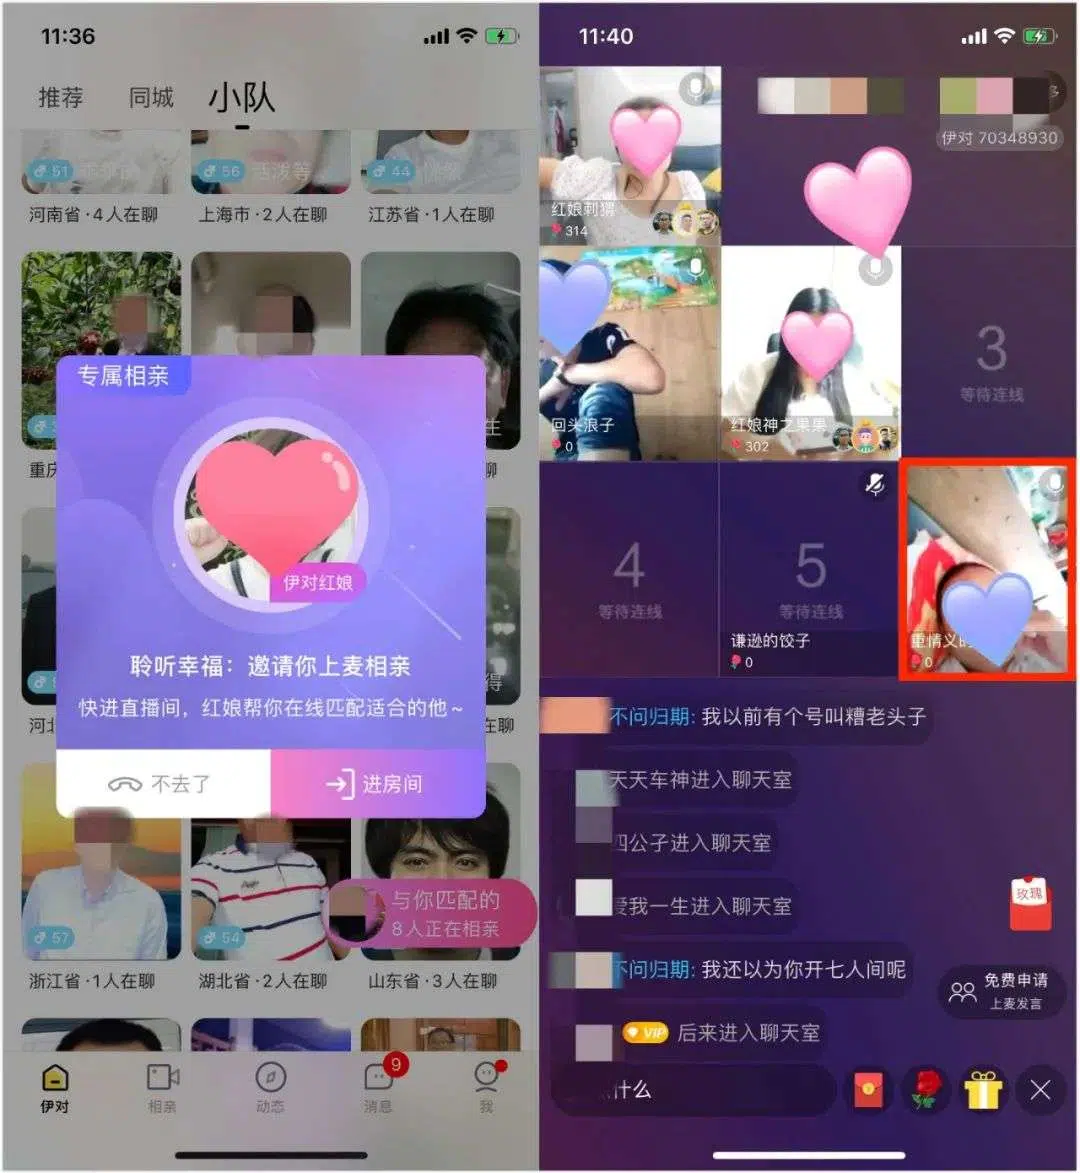 11:36
推荐
同城
小队
51
56
活泼等
44
河南省·4人在聊
上海市·2人在聊
江苏省·1人在聊
专属相亲
生
重庆
聊
伊对红娘
聆听幸福：邀请你上麦相亲
快进直播间，红娘帮你在线匹配适合的他～
得
河北
在聊
不去了
进房间
与你匹配的
8人正在相亲
57
54
浙江省·1人在聊
湖北省·2人在聊
山东省·3人在聊
伊对
相亲
动态
9
消息
我
11:40
伊对 70348930
红娘刺猬
314
回头浪子
0
红娘神之果果
302
3
等待连线
4
等待连线
5
等待连线
谦逊的饺子
0
重情义的
0
不问归期: 我以前有个号叫糟老头子
天天车神进入聊天室
四公子进入聊天室
爱我一生进入聊天室
玫瑰
不问归期: 我还以为你开七人间呢
免费申请
上麦发言
VIP 后来进入聊天室
什么